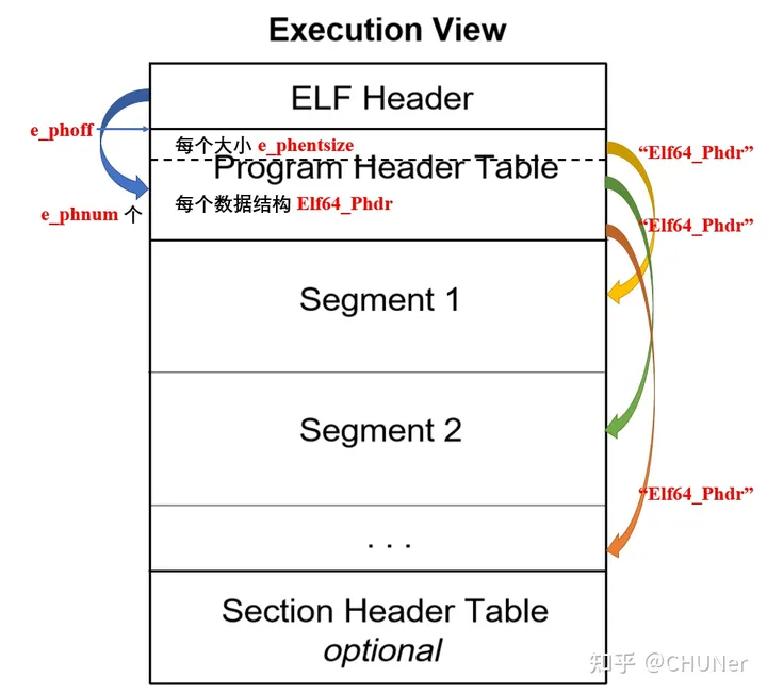 Execution View
ELF Header
e_phoff
每个大小 e_phentsize
“Elf64_Phdr”
Program Header Table
e_phnum 个
每个数据结构 Elf64_Phdr
“Elf64_Phdr”
Segment 1
Segment 2
“Elf64_Phdr”
. . .
Section Header Table
optional
知乎 @CHUNer